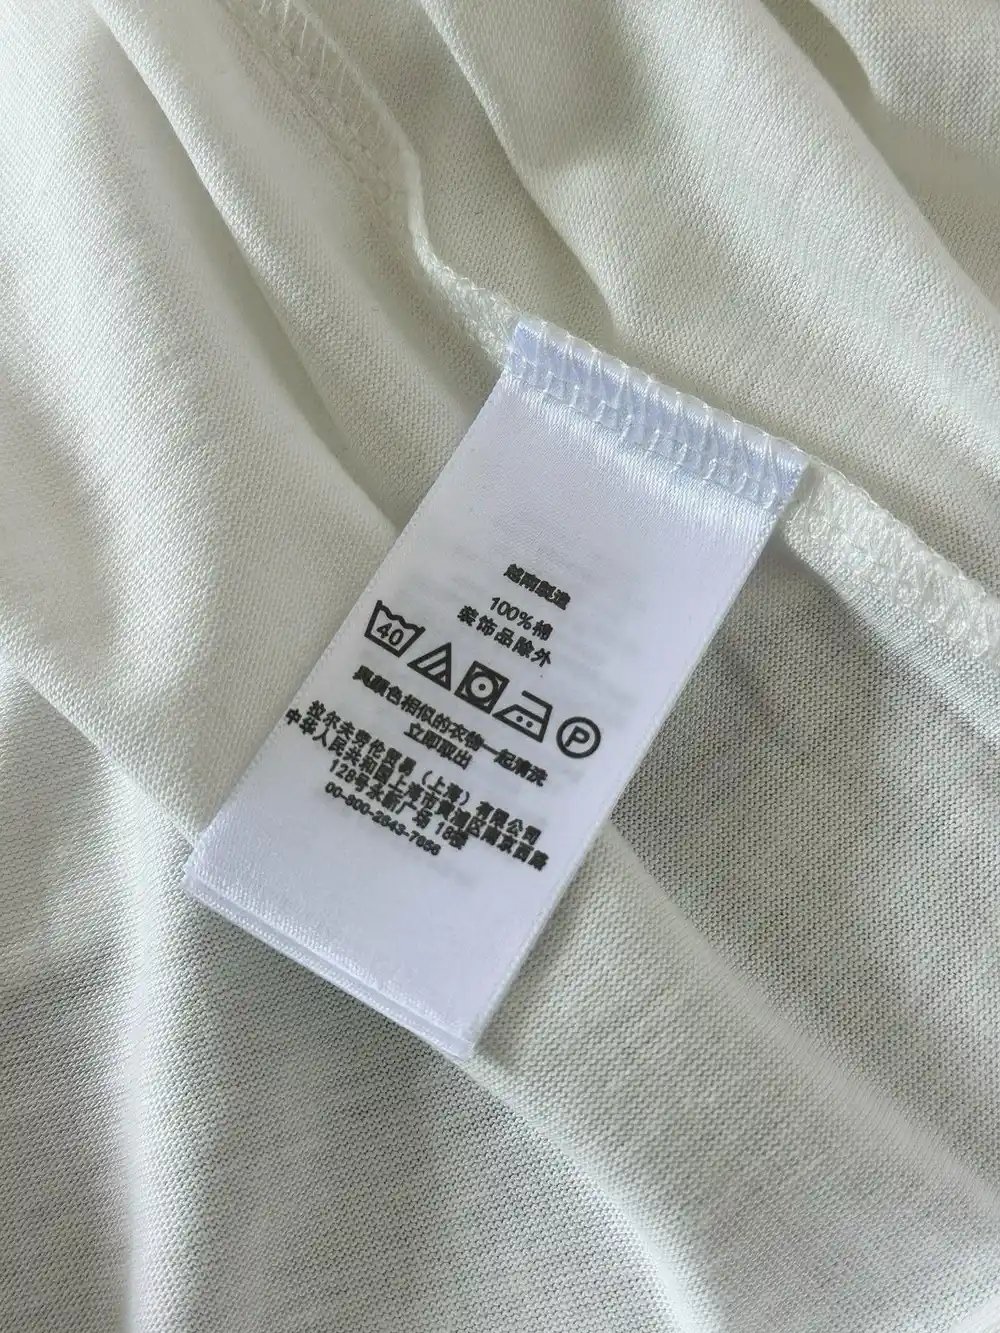 越南製造
100%棉
装饰品除外
40
P
與顏色相似的衣物一起清洗
立即取出
拉尔夫劳伦贸易（上海）有限公司
中华人民共和国上海市黄浦区南京西路
128号永新广场 18楼
00-800-2843-7656